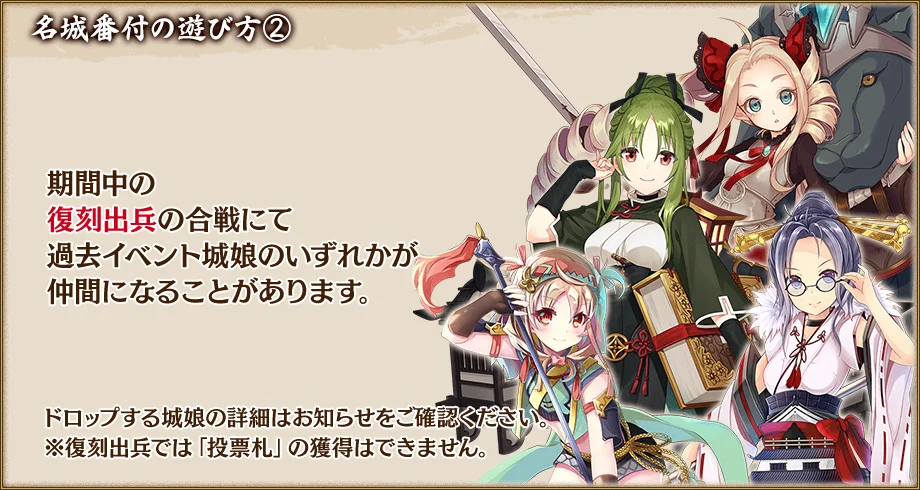 名城番付の遊び方②
期間中の
復刻出兵の合戦にて
過去イベント城娘のいずれかが
仲間になることがあります。
ドロップする城娘の詳細はお知らせをご確認ください。
※復刻出兵では「投票札」の獲得はできません。